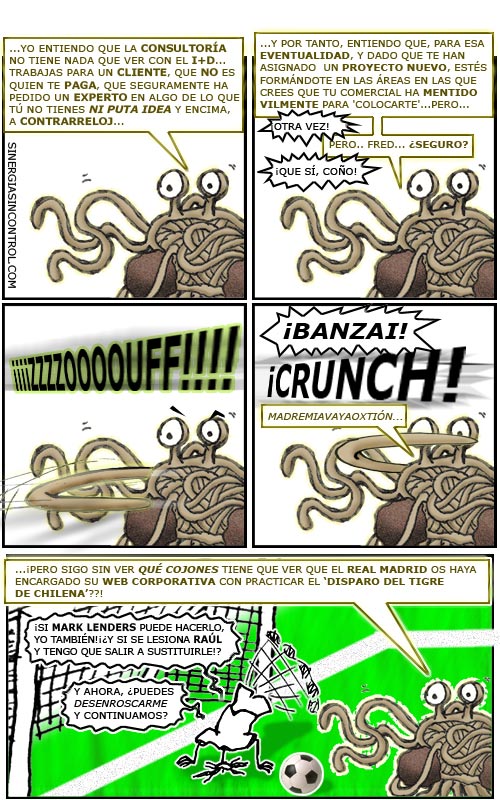 ...YO ENTIENDO QUE LA CONSULTORÍA
NO TIENE NADA QUE VER CON EL I+D...
TRABAJAS PARA UN CLIENTE, QUE NO ES
QUIEN TE PAGA, QUE SEGURAMENTE HA
PEDIDO UN EXPERTO EN ALGO DE LO QUE
TÚ NO TIENES NI PUTA IDEA Y ENCIMA,
A CONTRARRELOJ...
SINERGIASINCONTROL.COM
...Y POR TANTO, ENTIENDO QUE, PARA ESA
EVENTUALIDAD, Y DADO QUE TE HAN
ASIGNADO UN PROYECTO NUEVO, ESTÉS
FORMÁNDOTE EN LAS ÁREAS EN LAS QUE
CREES QUE TU COMERCIAL HA MENTIDO
VILMENTE PARA 'COLOCARTE'...PERO...
¡OTRA VEZ!
PERO.. FRED... ¿SEGURO?
¡QUE SÍ, COÑO!
¡¡¡¡ZZZZOOOOUFF!!!!
¡BANZAI!
¡CRUNCH!
MADREMIAVAYAOXTIÓN...
...¡PERO SIGO SIN VER QUÉ COJONES TIENE QUE VER QUE EL REAL MADRID OS HAYA
ENCARGADO SU WEB CORPORATIVA CON PRACTICAR EL ‘DISPARO DEL TIGRE
DE CHILENA’??!
¡SI MARK LENDERS PUEDE HACERLO,
YO TAMBIÉN!¡¿Y SI SE LESIONA RAÚL
Y TENGO QUE SALIR A SUSTITUIRLE!?
Y AHORA, ¿PUEDES
DESENROSCARME
Y CONTINUAMOS?